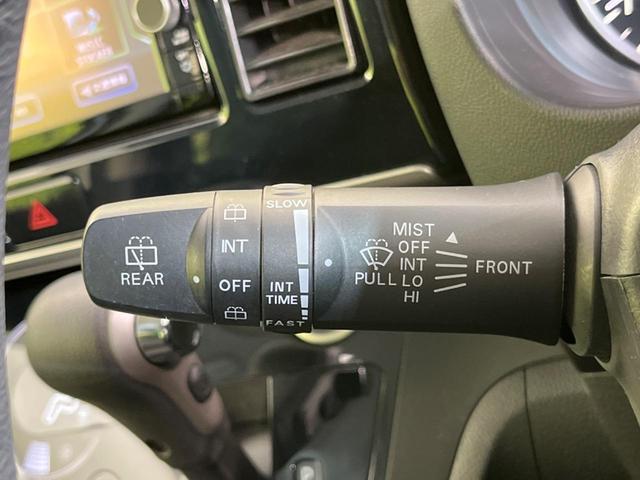 REAR
INT
OFF
SLOW
INT
TIME
FAST
PULL
MIST
OFF
INT
LO
HI
FRONT
P